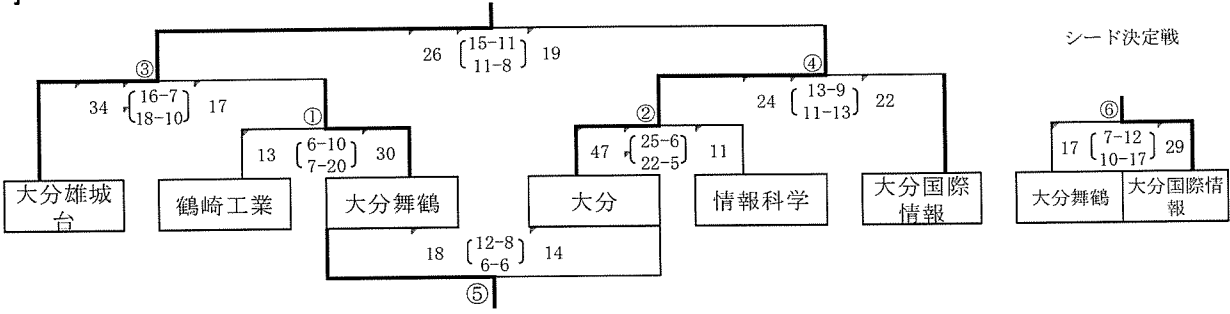 26 15-11 19
11-8
シード決定戦
③
④
34 16-7 17
18-10
24 13-9 22
11-13
①
②
⑥
13 6-10 30
7-20
47 25-6 11
22-5
17 7-12 29
10-17
大分雄城台
鶴崎工業
大分舞鶴
大分
情報科学
大分国際情報
大分舞鶴
大分国際情報
18 12-8 14
6-6
⑤